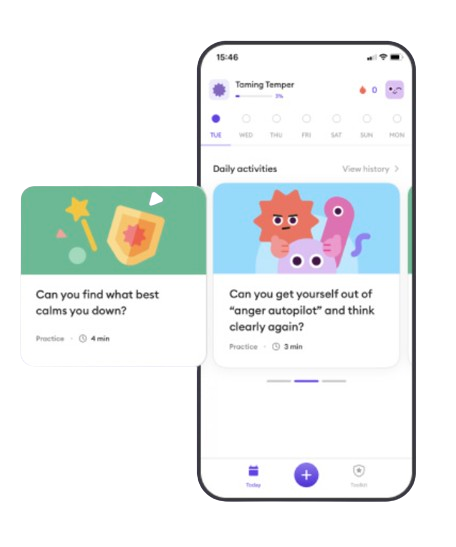 15:46
Taming Temper
0
TUE WED THU FRI SAT SUN MON
Daily activities
View history
Can you find what best
calms you down?
Practice
4 min
Can you get yourself out of
“anger autopilot” and think
clearly again?
Practice
3 min
Today
Toolkit